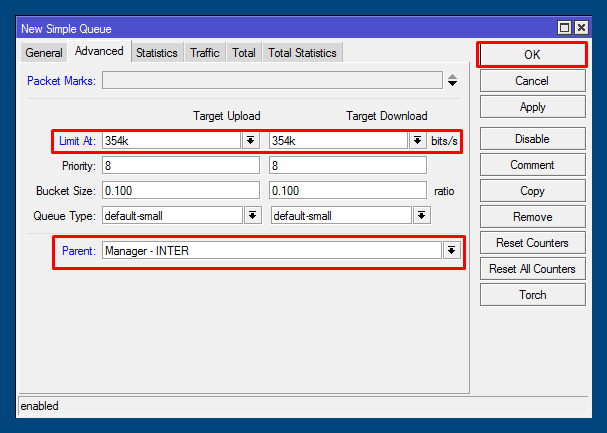 New Simple Queue
General Advanced Statistics Traffic Total Total Statistics
OK
Packet Marks:
Cancel
Apply
Target Upload Target Download
Limit At: 354k 354k bits/s
Disable
Priority: 8 8
Comment
Bucket Size: 0.100 0.100 ratio
Copy
Queue Type: default-small default-small
Remove
Parent: Manager - INTER
Reset Counters
Reset All Counters
Torch
enabled